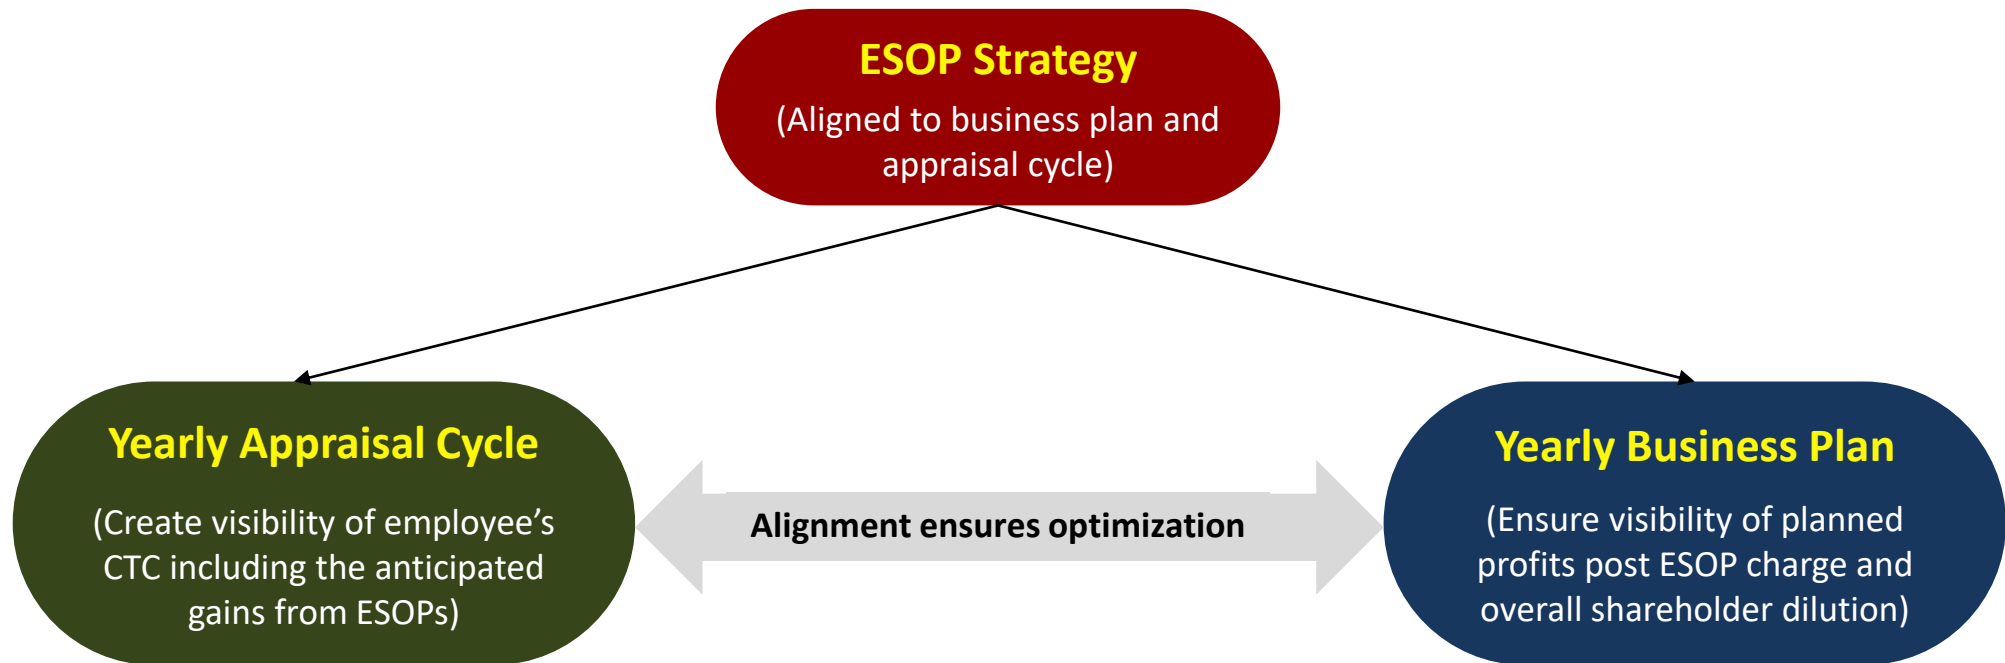 ESOP Strategy
(Aligned to business plan and
appraisal cycle)
Yearly Appraisal Cycle
(Create visibility of employee’s
CTC including the anticipated
gains from ESOPs)
Alignment ensures optimization
Yearly Business Plan
(Ensure visibility of planned
profits post ESOP charge and
overall shareholder dilution)